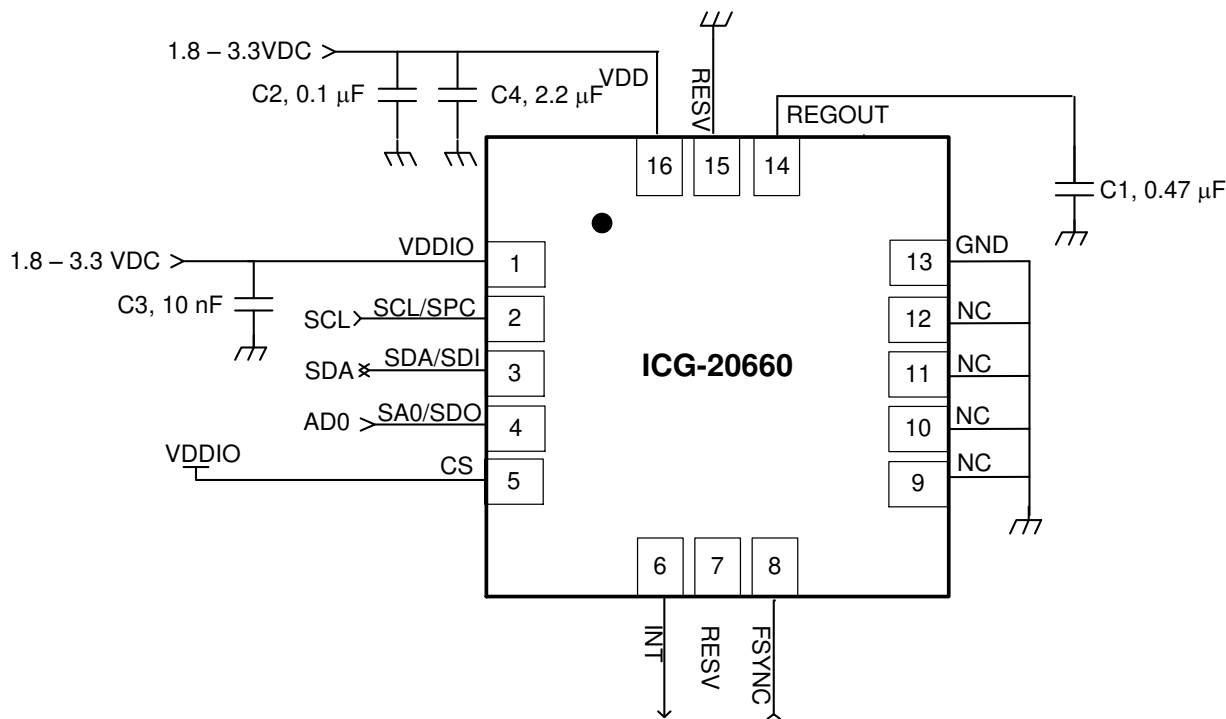 1.8 – 3.3VDC
C2, 0.1 μF
C4, 2.2 μF
VDD
RESV
REGOUT
16
15
14
C1, 0.47 μF
1.8 – 3.3 VDC
VDDIO
1
C3, 10 nF
SCL
SCL/SPC
2
SDA
SDA/SDI
3
AD0
SA0/SDO
4
VDDIO
CS
5
ICG-20660
13
GND
12
NC
11
NC
10
NC
9
NC
6
7
8
INT
RESV
FSYNC